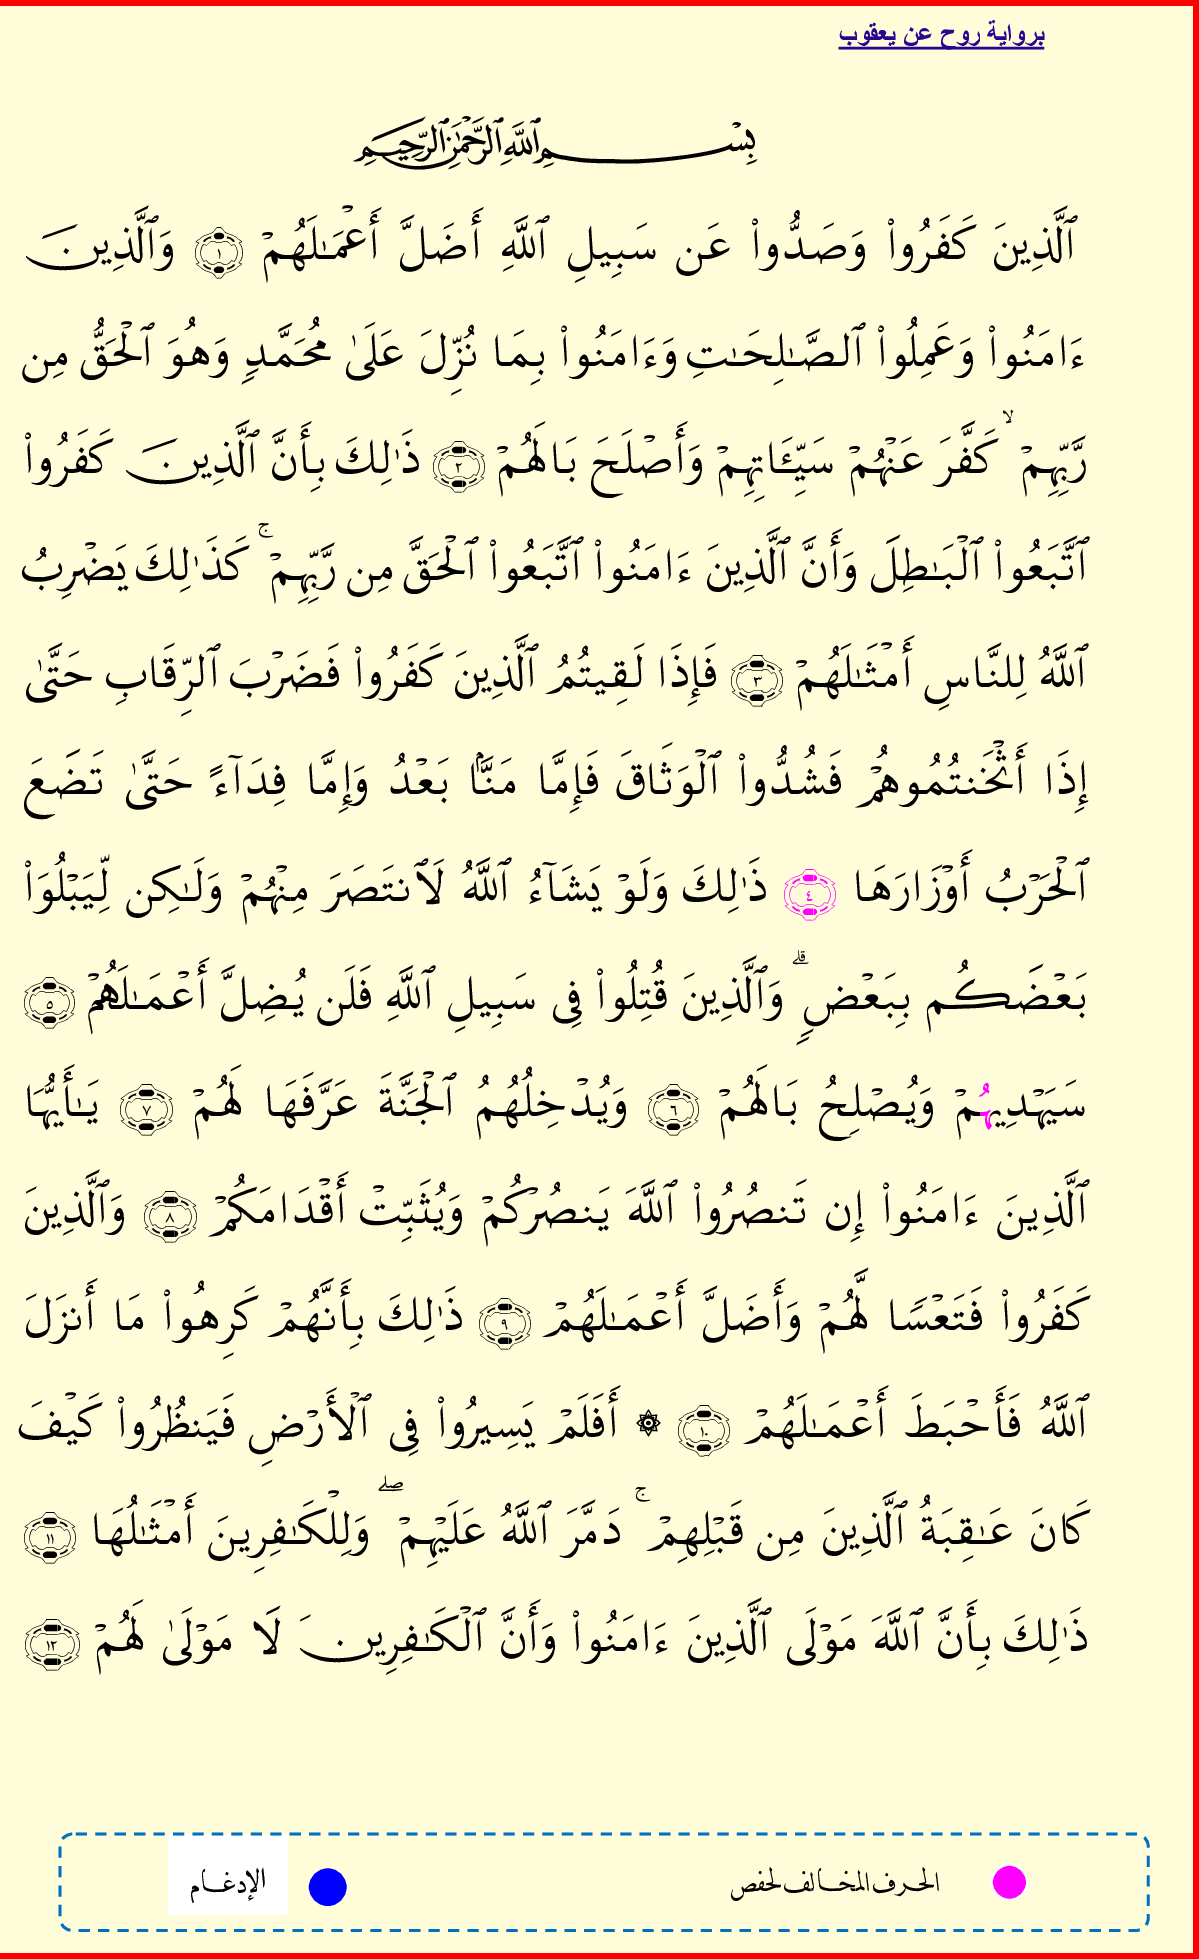 برواية روح عن يعقوب
بِسْمِ ٱللَّهِ ٱلرَّحْمَٰنِ ٱلرَّحِيمِ
ٱلَّذِينَ كَفَرُوا۟ وَصَدُّوا۟ عَن سَبِيلِ ٱللَّهِ أَضَلَّ أَعْمَٰلَهُمْ ١ وَٱلَّذِينَ
ءَامَنُوا۟ وَعَمِلُوا۟ ٱلصَّٰلِحَٰتِ وَءَامَنُوا۟ بِمَا نُزِّلَ عَلَىٰ مُحَمَّدٍ وَهُوَ ٱلْحَقُّ مِن
رَّبِّهِمْ ۙ كَفَّرَ عَنْهُمْ سَيِّـَٔاتِهِمْ وَأَصْلَحَ بَالَهُمْ ٢ ذَٰلِكَ بِأَنَّ ٱلَّذِينَ كَفَرُوا۟
ٱتَّبَعُوا۟ ٱلْبَٰطِلَ وَأَنَّ ٱلَّذِينَ ءَامَنُوا۟ ٱتَّبَعُوا۟ ٱلْحَقَّ مِن رَّبِّهِمْ ۚ كَذَٰلِكَ يَضْرِبُ
ٱللَّهُ لِلنَّاسِ أَمْثَٰلَهُمْ ٣ فَإِذَا لَقِيتُمُ ٱلَّذِينَ كَفَرُوا۟ فَضَرْبَ ٱلرِّقَابِ حَتَّىٰ
إِذَا أَثْخَنتُمُوهُمْ فَشُدُّوا۟ ٱلْوَثَاقَ فَإِمَّا مَنًّۢا بَعْدُ وَإِمَّا فِدَآءً حَتَّىٰ تَضَعَ
ٱلْحَرْبُ أَوْزَارَهَا ٤ ذَٰلِكَ وَلَوْ يَشَآءُ ٱللَّهُ لَٱنتَصَرَ مِنْهُمْ وَلَٰكِن لِّيَبْلُوَا۟
بَعْضَكُم بِبَعْضٍ ۗ وَٱلَّذِينَ قُتِلُوا۟ فِى سَبِيلِ ٱللَّهِ فَلَن يُضِلَّ أَعْمَٰلَهُمْ ٥
سَيَهْدِيهُمْ وَيُصْلِحُ بَالَهُمْ ٦ وَيُدْخِلُهُمُ ٱلْجَنَّةَ عَرَّفَهَا لَهُمْ ٧ يَٰأَيُّهَا
ٱلَّذِينَ ءَامَنُوا۟ إِن تَنصُرُوا۟ ٱللَّهَ يَنصُرْكُمْ وَيُثَبِّتْ أَقْدَامَكُمْ ٨ وَٱلَّذِينَ
كَفَرُوا۟ فَتَعْسًا لَّهُمْ وَأَضَلَّ أَعْمَٰلَهُمْ ٩ ذَٰلِكَ بِأَنَّهُمْ كَرِهُوا۟ مَا أَنزَلَ
ٱللَّهُ فَأَحْبَطَ أَعْمَٰلَهُمْ ١٠ ۞ أَفَلَمْ يَسِيرُوا۟ فِى ٱلْأَرْضِ فَيَنظُرُوا۟ كَيْفَ
كَانَ عَٰقِبَةُ ٱلَّذِينَ مِن قَبْلِهِمْ ۚ دَمَّرَ ٱللَّهُ عَلَيْهِمْ ۖ وَلِلْكَٰفِرِينَ أَمْثَٰلُهَا ١١
ذَٰلِكَ بِأَنَّ ٱللَّهَ مَوْلَى ٱلَّذِينَ ءَامَنُوا۟ وَأَنَّ ٱلْكَٰفِرِينَ لَا مَوْلَىٰ لَهُمْ ١٢
الحرف المخالف لحفص الإدغام